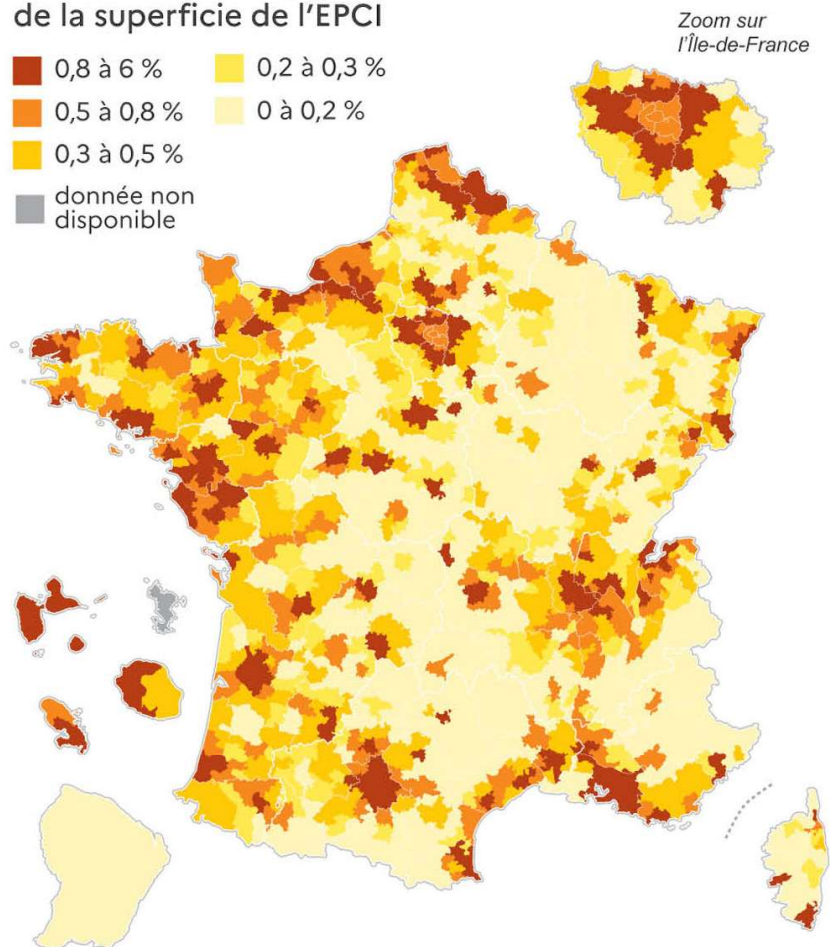 de la superficie de l’EPCI
0,8 à 6 %
0,5 à 0,8 %
0,3 à 0,5 %
0,2 à 0,3 %
0 à 0,2 %
donnée non
disponible
Zoom sur
l’Île-de-France